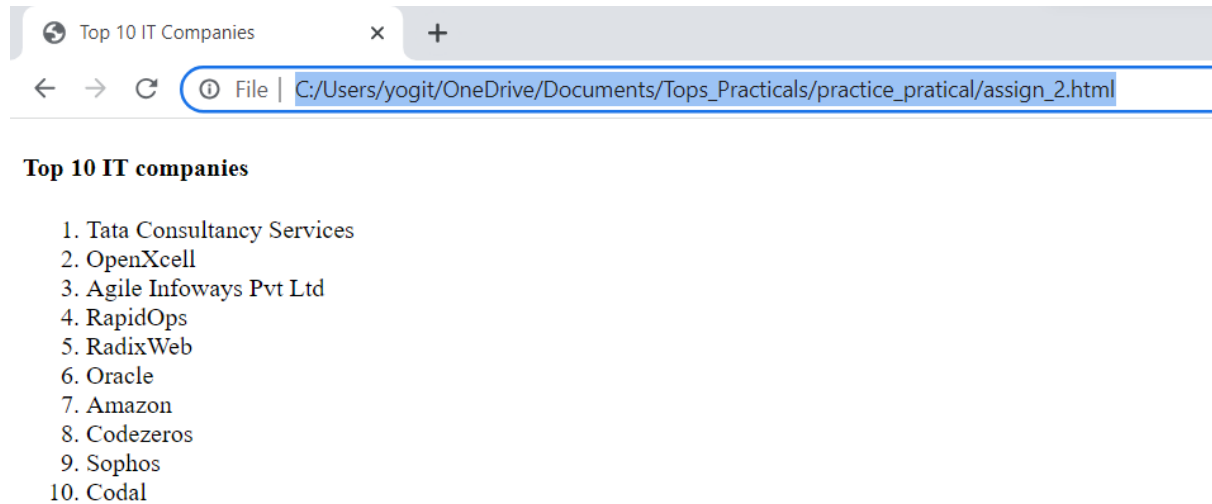 Top 10 IT Companies
File | C:/Users/yogit/OneDrive/Documents/Tops_Practicals/practice_pratical/assign_2.html
Top 10 IT companies
1. Tata Consultancy Services
2. OpenXcell
3. Agile Infoways Pvt Ltd
4. RapidOps
5. RadixWeb
6. Oracle
7. Amazon
8. Codezeros
9. Sophos
10. Codal